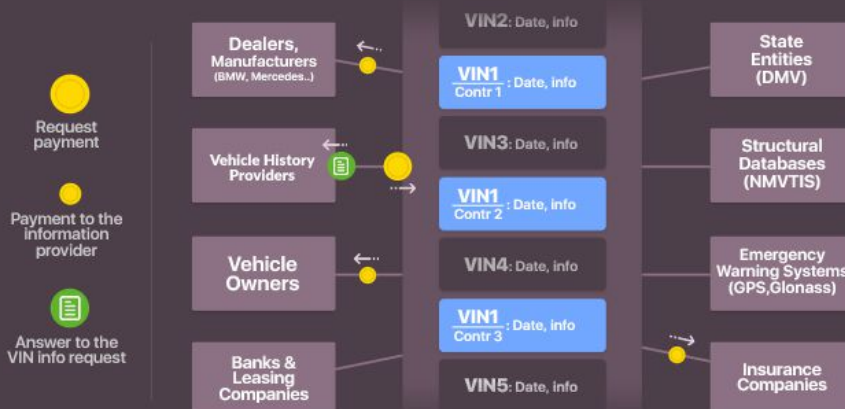 Request
payment
Payment to the
information
provider
Answer to the
VIN info request
Dealers,
Manufacturers
(BMW, Mercedes..)
Vehicle History
Providers
Vehicle
Owners
Banks &
Leasing
Companies
VIN2: Date, info
VIN1
Contr 1 : Date, info
VIN3: Date, info
VIN1
Contr 2 : Date, info
VIN4: Date, info
VIN1
Contr 3 : Date, info
VIN5: Date, info
State
Entities
(DMV)
Structural
Databases
(NMVTIS)
Emergency
Warning Systems
(GPS,Glonass)
Insurance
Companies